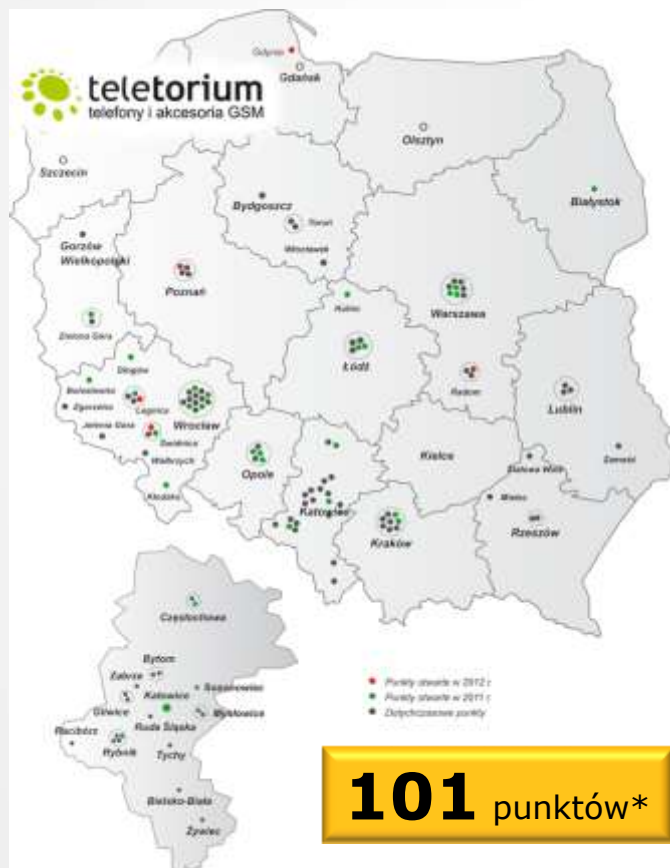 teletorium
telefony i akcesoria GSM
Gdynia
Gdańsk
Olsztyn
Szczecin
Białystok
Bydgoszcz
Toruń
Włocławek
Gorzów
Wielkopolski
Poznań
Warszawa
Kutno
Zielona Góra
Łódź
Głogów
Bolesławiec
Zgorzelec
Legnica
Radom
Lublin
Jelenia Góra
Wrocław
Świdnica
Wałbrzych
Opole
Kielce
Zamość
Stalowa Wola
Kłodzko
Katowice
Mielec
Kraków
Rzeszów
Częstochowa
Bytom
Zabrze
Katowice
Sosnowiec
Gliwice
Mysłowice
Ruda Śląska
Racibórz
Rybnik
Tychy
Bielsko-Biała
Żywiec
Punkty otwarte w 2012 r
Punkty otwarte w 2011 r
Dotychczasowe punkty
101 punktów*